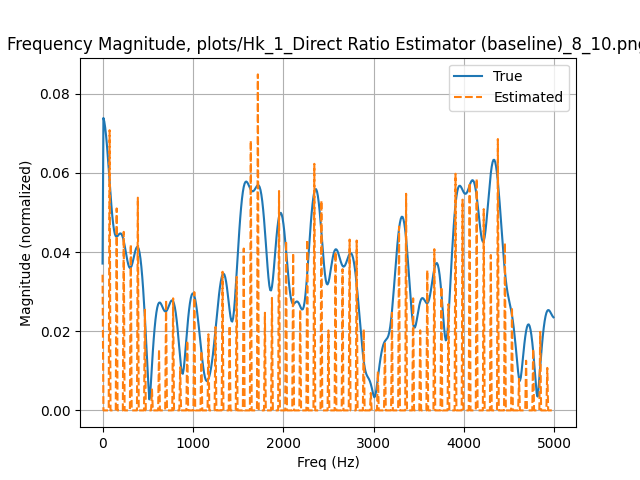 Frequency Magnitude, plots/Hk_1_Direct Ratio Estimator (baseline)_8_10.png
True
Estimated
Magnitude (normalized)
0.08
0.06
0.04
0.02
0.00
0
1000
2000
3000
4000
5000
Freq (Hz)